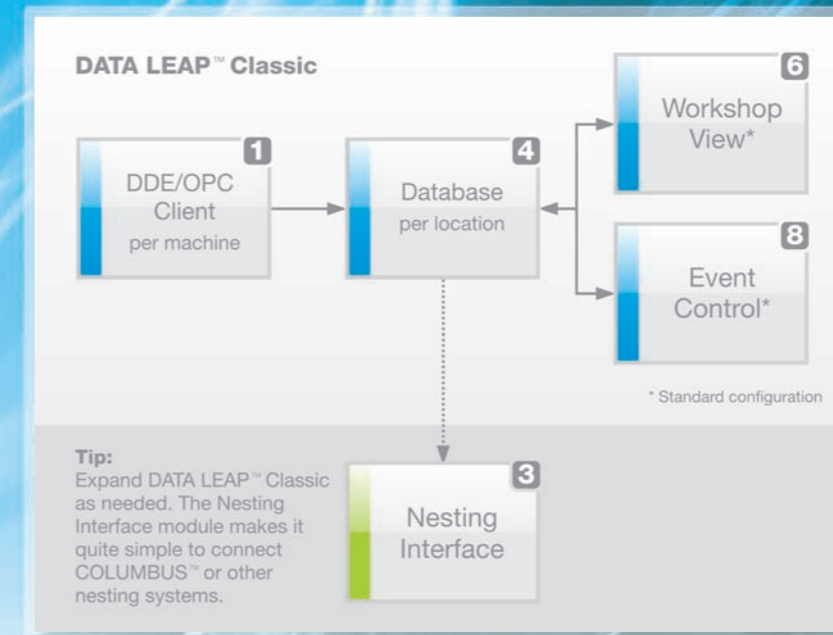 DATA LEAP™ Classic
1
DDE/OPC
Client
per machine
4
Database
per location
6
Workshop
View*
8
Event
Control*
* Standard configuration
Tip:
Expand DATA LEAP™ Classic
as needed. The Nesting
Interface module makes it
quite simple to connect
COLUMBUS™ or other
nesting systems.
3
Nesting
Interface